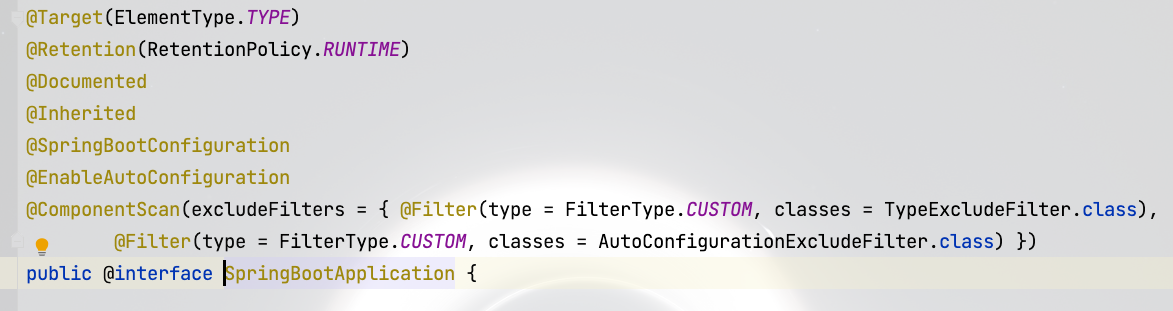 @Target(ElementType.TYPE)
@Retention(RetentionPolicy.RUNTIME)
@Documented
@Inherited
@SpringBootConfiguration
@EnableAutoConfiguration
@ComponentScan(excludeFilters = { @Filter(type = FilterType.CUSTOM, classes = TypeExcludeFilter.class),
        @Filter(type = FilterType.CUSTOM, classes = AutoConfigurationExcludeFilter.class) })
public @interface SpringBootApplication {